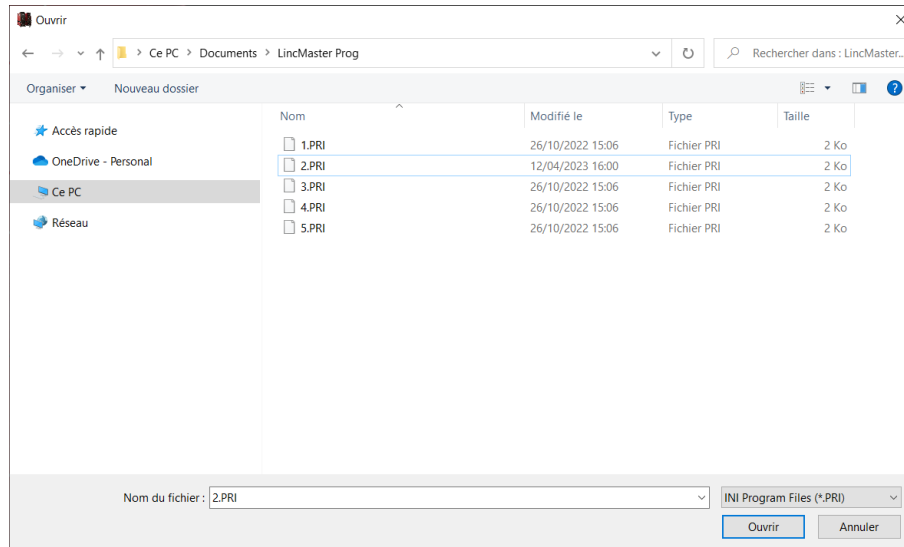 Ouvrir
Ce PC > Documents > LincMaster Prog
Rechercher dans : LincMaster...
Organiser
Nouveau dossier
Accès rapide
OneDrive - Personal
Ce PC
Réseau
Nom Modifié le Type Taille
1.PRI 26/10/2022 15:06 Fichier PRI 2 Ko
2.PRI 12/04/2023 16:00 Fichier PRI 2 Ko
3.PRI 26/10/2022 15:06 Fichier PRI 2 Ko
4.PRI 26/10/2022 15:06 Fichier PRI 2 Ko
5.PRI 26/10/2022 15:06 Fichier PRI 2 Ko
Nom du fichier : 2.PRI
INI Program Files (*.PRI)
Ouvrir
Annuler